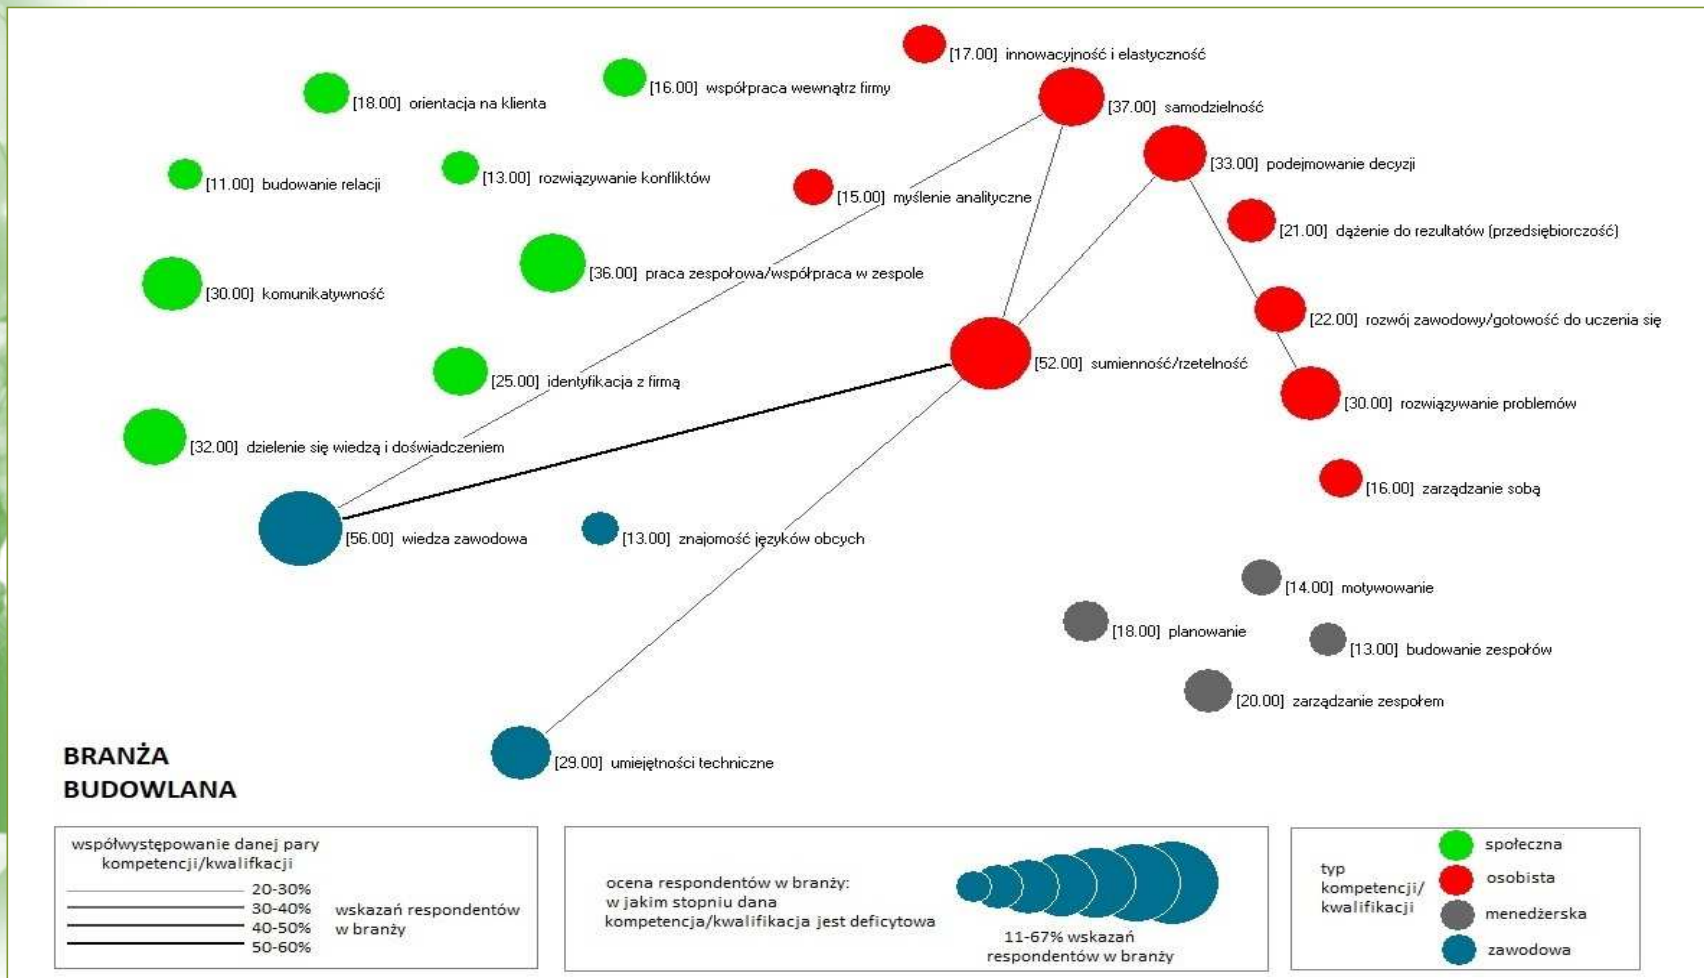 [17.00] innowacyjność i elastyczność
[16.00] współpraca wewnątrz firmy
[18.00] orientacja na klienta
[37.00] samodzielność
[33.00] podejmowanie decyzji
[11.00] budowanie relacji
[13.00] rozwiązywanie konfliktów
[15.00] myślenie analityczne
[21.00] dążenie do rezultatów (przedsiębiorczość)
[36.00] praca zespołowa/współpraca w zespole
[30.00] komunikatywność
[22.00] rozwój zawodowy/gotowość do uczenia się
[52.00] sumienność/rzetelność
[25.00] identyfikacja z firmą
[30.00] rozwiązywanie problemów
[32.00] dzielenie się wiedzą i doświadczeniem
[16.00] zarządzanie sobą
[56.00] wiedza zawodowa
[13.00] znajomość języków obcych
[14.00] motywowanie
[18.00] planowanie
[13.00] budowanie zespołów
[20.00] zarządzanie zespołem
[29.00] umiejętności techniczne
BRANŻA
BUDOWLANA
współwystępowanie danej pary
kompetencji/kwalifkacji
20-30%
30-40%
40-50%
50-60%
wskazań respondentów
w branży
ocena respondentów w branży:
w jakim stopniu dana
kompetencja/kwalifikacja jest deficytowa
11-67% wskazań
respondentów w branży
typ
kompetencji/
kwalifikacji
społeczna
osobista
menedżerska
zawodowa